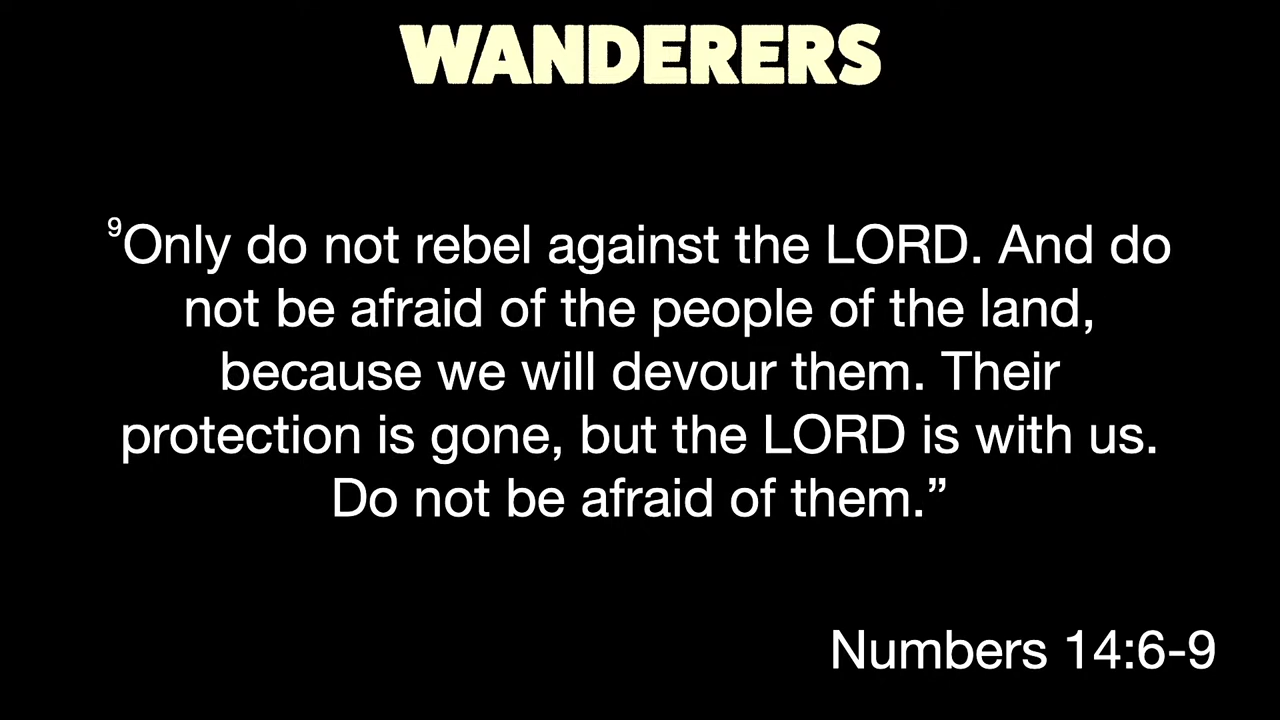 WANDERERS
⁹Only do not rebel against the LORD. And do
not be afraid of the people of the land,
because we will devour them. Their
protection is gone, but the LORD is with us.
Do not be afraid of them.”
Numbers 14:6-9